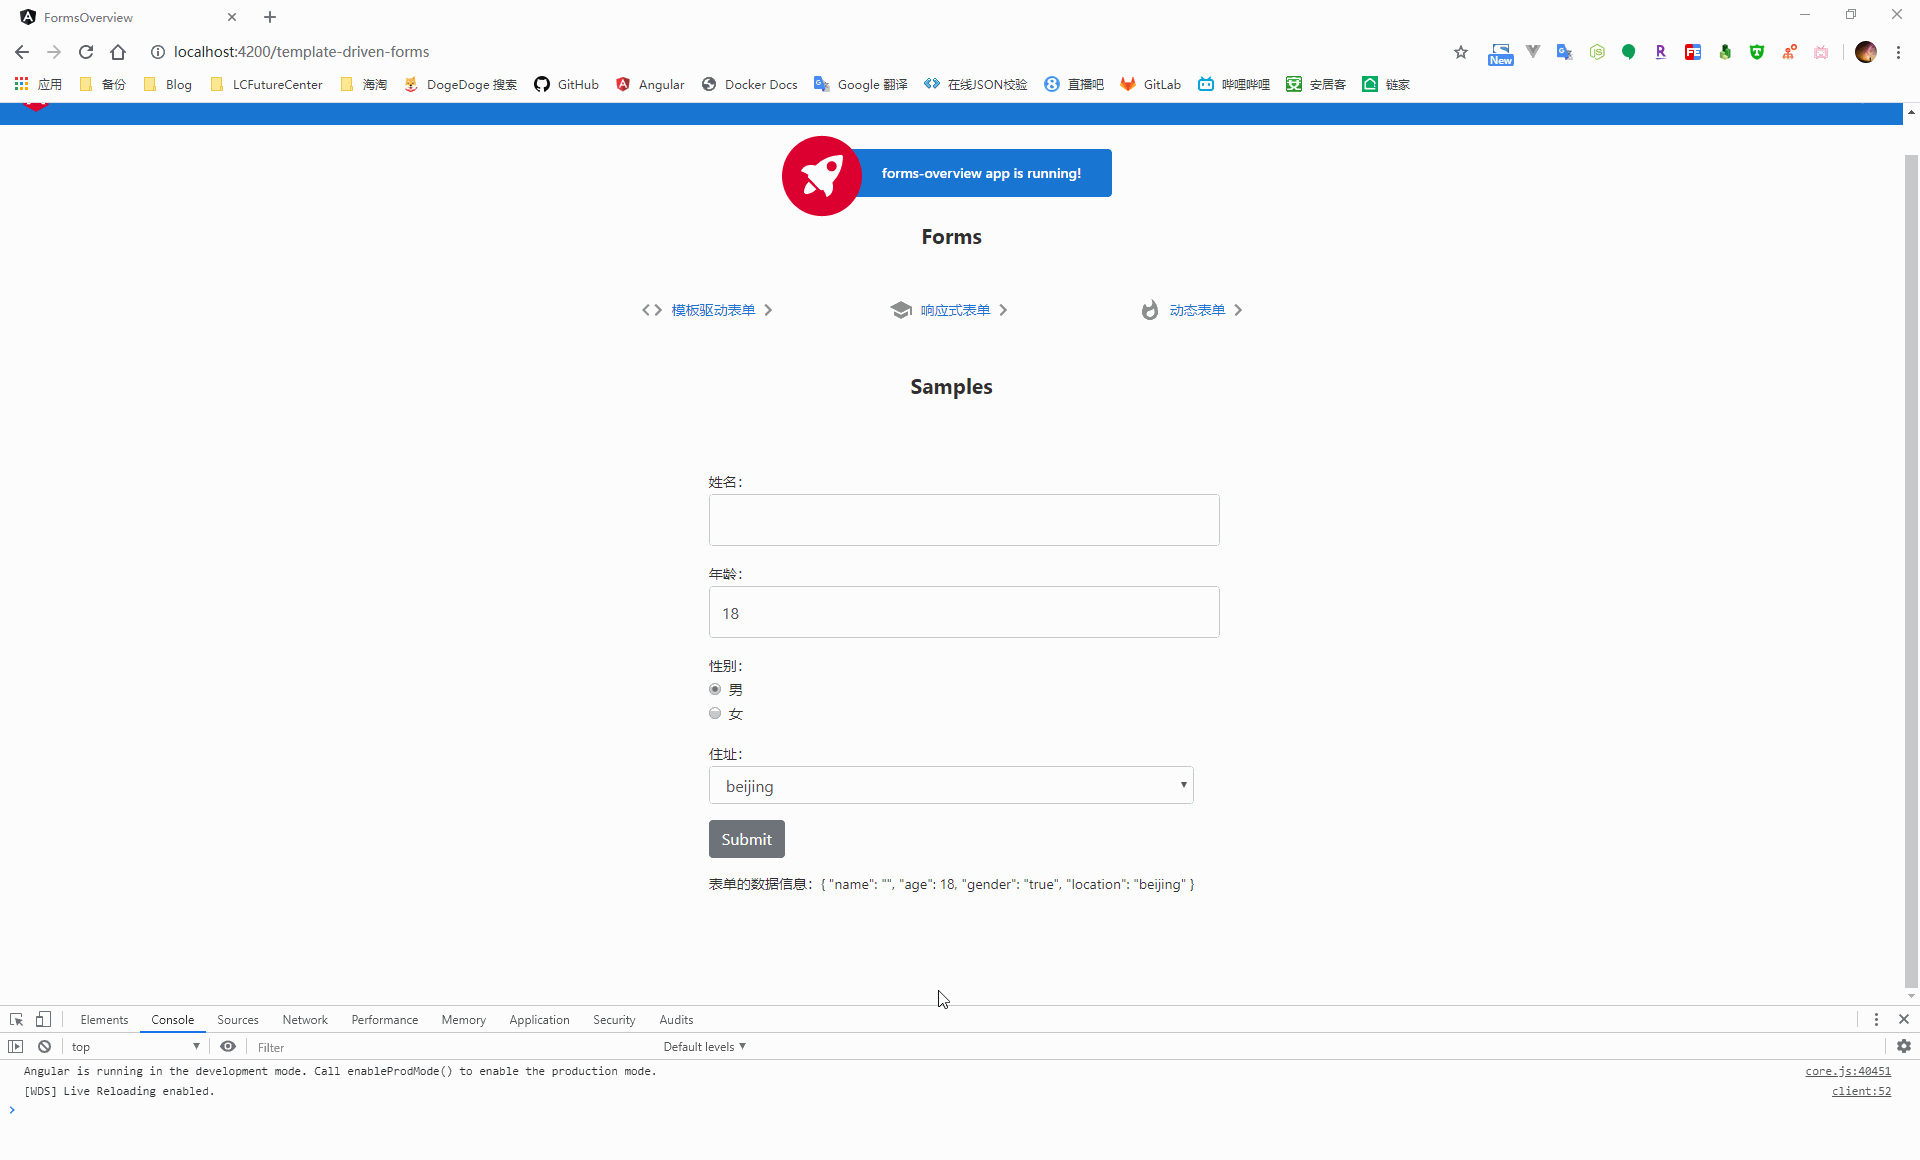 FormsOverview
localhost:4200/template-driven-forms
New
应用 备份 Blog LCFutureCenter 海淘 DogeDoge 搜索 GitHub Angular Docker Docs Google 翻译 在线JSON校验 直播吧 GitLab 哔哩哔哩 安居客 链家
forms-overview app is running!
Forms
模板驱动表单 响应式表单 动态表单
Samples
姓名：
年龄：
18
性别：
男
女
住址：
beijing
Submit
表单的数据信息：{ "name": "", "age": 18, "gender": "true", "location": "beijing" }
Elements Console Sources Network Performance Memory Application Security Audits
top Filter Default levels
Angular is running in the development mode. Call enableProdMode() to enable the production mode. core.js:40451
[WDS] Live Reloading enabled. client:52